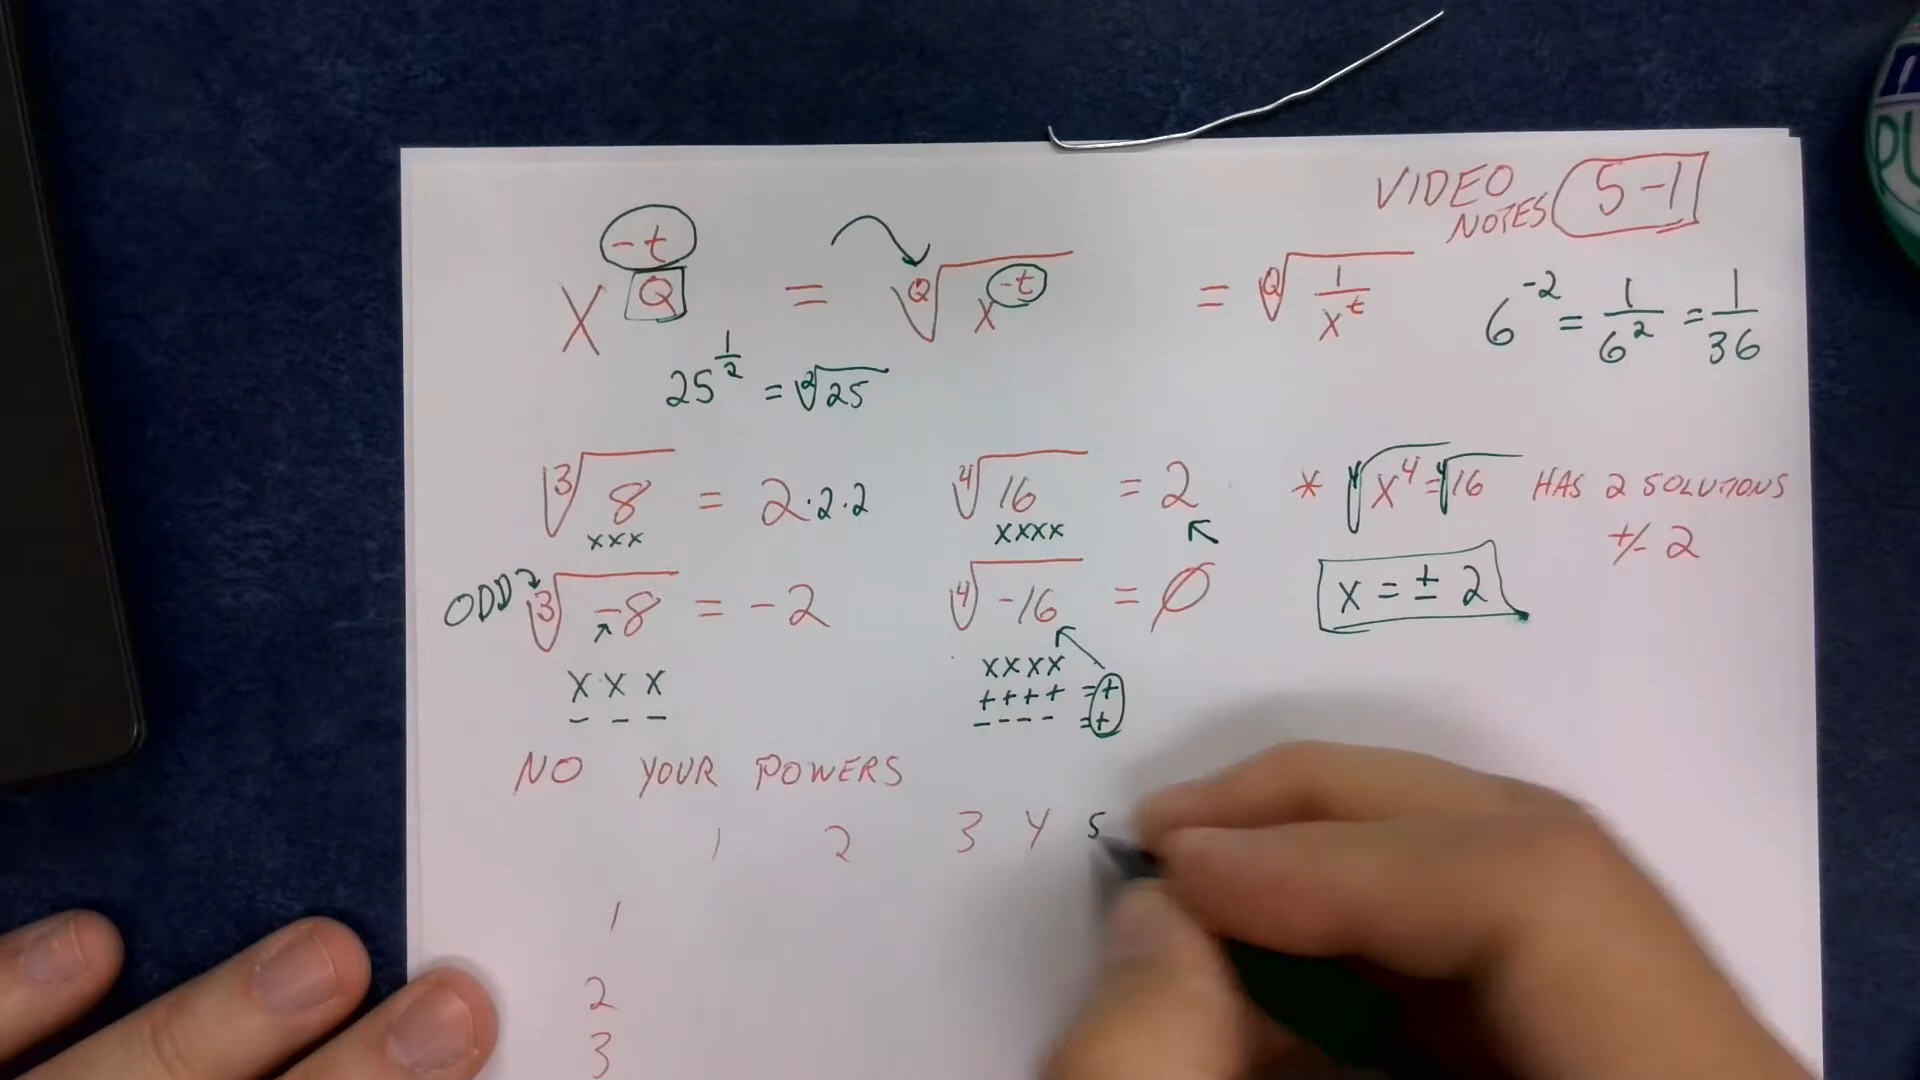 VIDEO NOTES 5-1
x^(-t/Q) = ᑫ√x^(-t) = ᑫ√(1/x^t)
6^-2 = 1/6^2 = 1/36
25^(1/2) = ²√25
³√8 = 2·2·2
xxx
⁴√16 = 2
xxxx
* ⁴√x^4 = ⁴√16 HAS 2 SOLUTIONS
+/- 2
ODD ³√-8 = -2
x x x
- - -
⁴√-16 = ∅
xxxx
++++ = +
---- = +
x = ± 2
NO YOUR POWERS
1 2 3 4 5
1
2
3